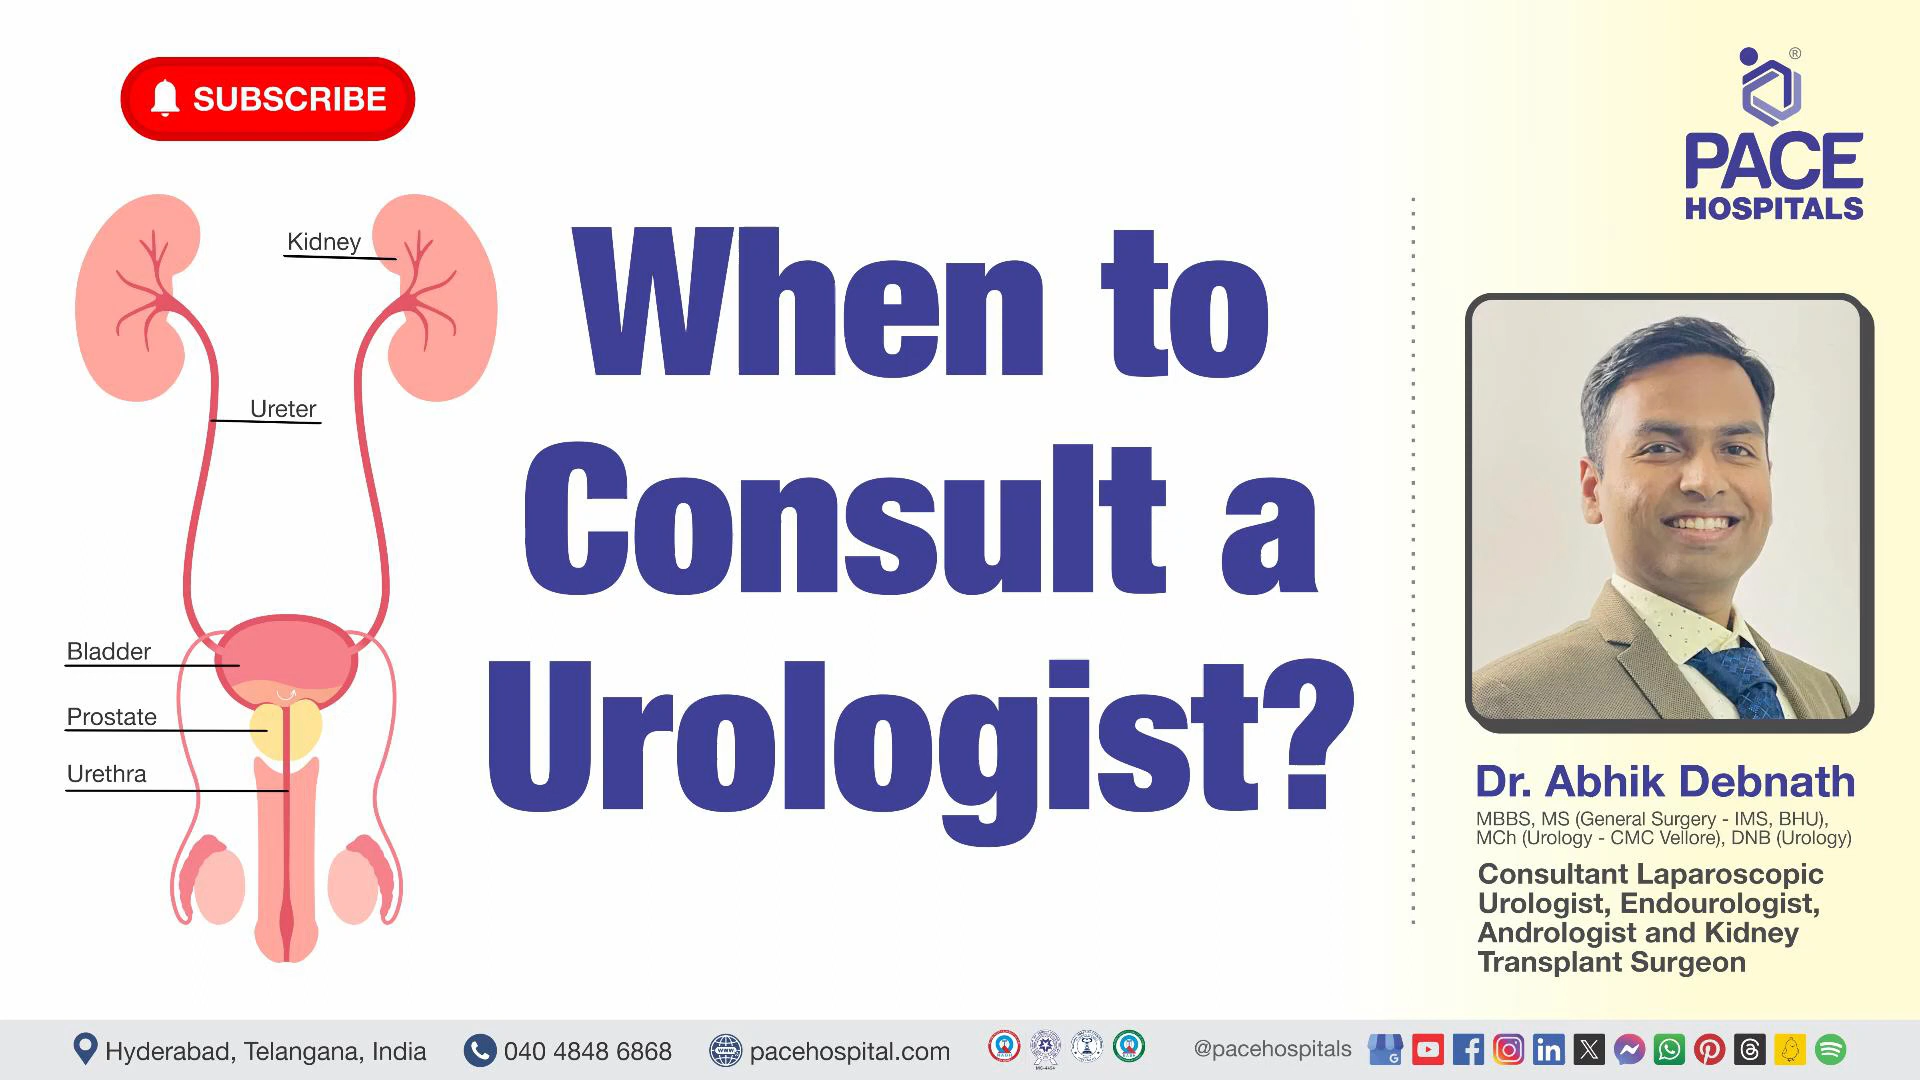 SUBSCRIBE
®
PACE
HOSPITALS
Kidney
Ureter
Bladder
Prostate
Urethra
When to
Consult a
Urologist?
Dr. Abhik Debnath
MBBS, MS (General Surgery - IMS, BHU),
MCh (Urology - CMC Vellore), DNB (Urology)
Consultant Laparoscopic
Urologist, Endourologist,
Andrologist and Kidney
Transplant Surgeon
Hyderabad, Telangana, India
040 4848 6868
www
pacehospital.com
@pacehospitals